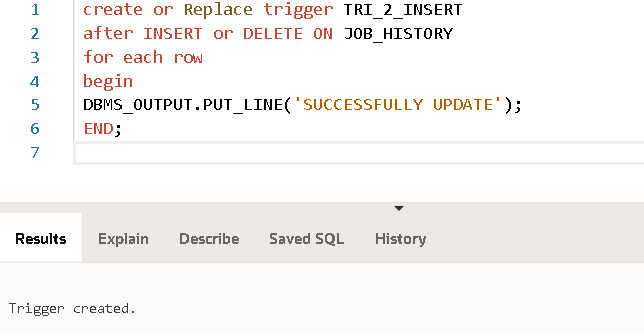 1 create or Replace trigger TRI_2_INSERT
2 after INSERT or DELETE ON JOB_HISTORY
3 for each row
4 begin
5 DBMS_OUTPUT.PUT_LINE('SUCCESSFULLY UPDATE');
6 END;
7
Results Explain Describe Saved SQL History
Trigger created.